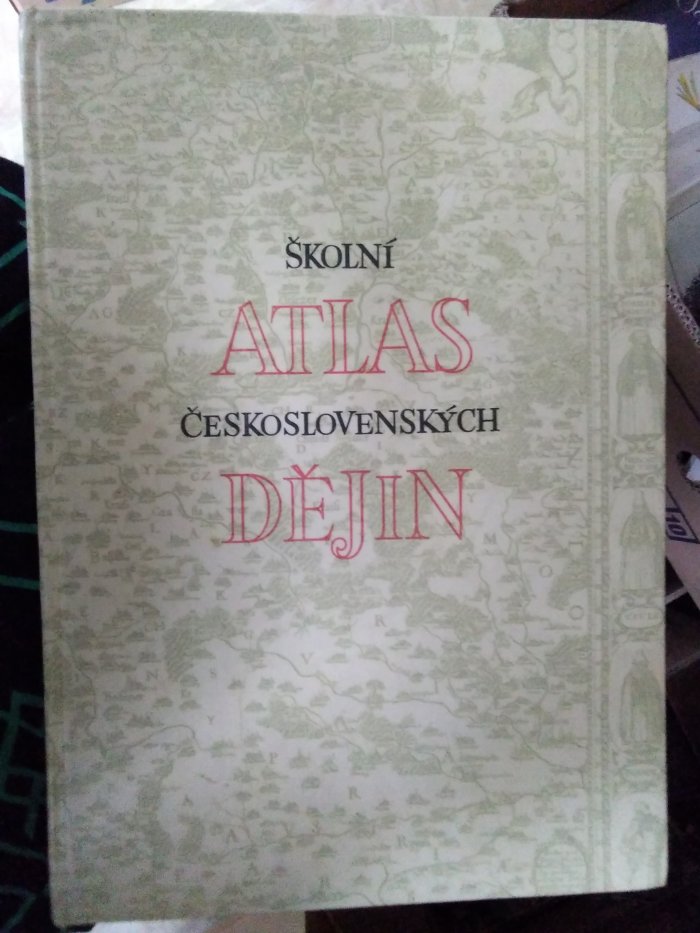 ŠKOLNÍ
ATLAS
ČESKOSLOVENSKÝCH
DĚJIN